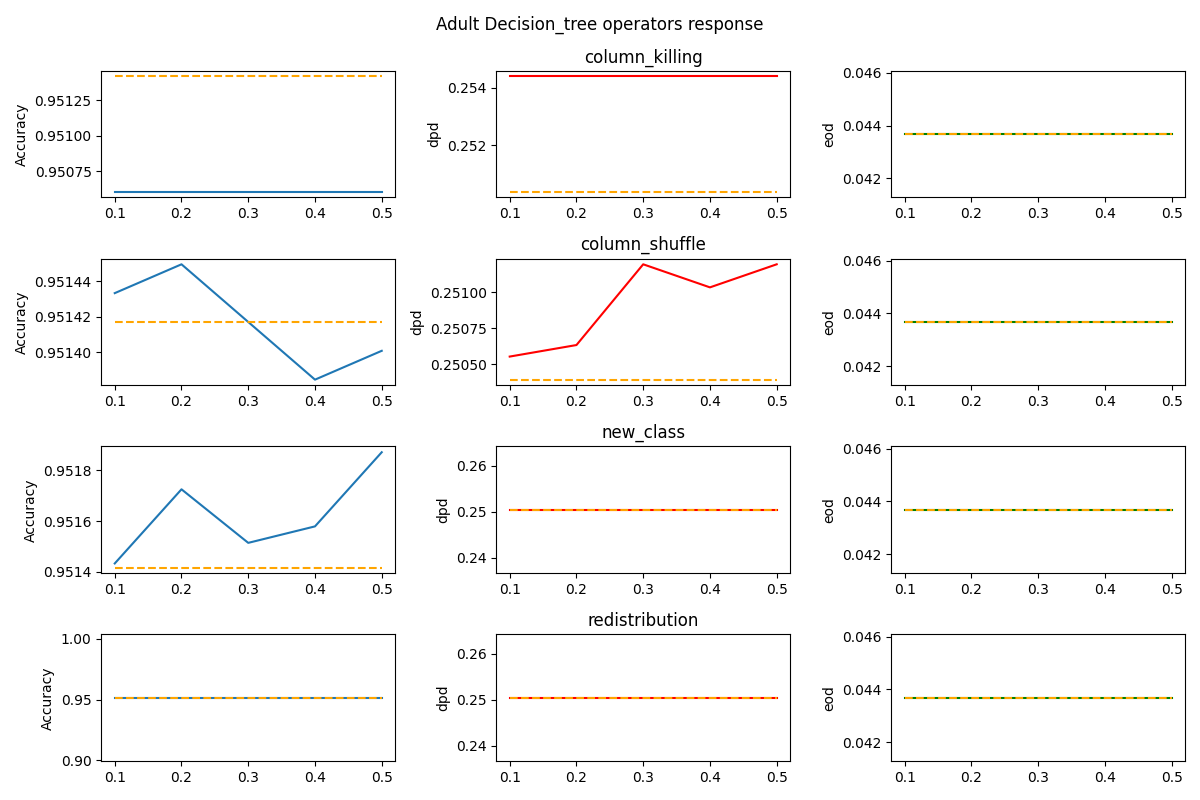 Adult Decision_tree operators response
column_killing
Accuracy
0.95125
0.95100
0.95075
0.1 0.2 0.3 0.4 0.5
dpd
0.254
0.252
0.1 0.2 0.3 0.4 0.5
eod
0.046
0.044
0.042
0.1 0.2 0.3 0.4 0.5
column_shuffle
Accuracy
0.95144
0.95142
0.95140
0.1 0.2 0.3 0.4 0.5
dpd
0.25100
0.25075
0.25050
0.1 0.2 0.3 0.4 0.5
eod
0.046
0.044
0.042
0.1 0.2 0.3 0.4 0.5
new_class
Accuracy
0.9518
0.9516
0.9514
0.1 0.2 0.3 0.4 0.5
dpd
0.26
0.25
0.24
0.1 0.2 0.3 0.4 0.5
eod
0.046
0.044
0.042
0.1 0.2 0.3 0.4 0.5
redistribution
Accuracy
1.00
0.95
0.90
0.1 0.2 0.3 0.4 0.5
dpd
0.26
0.25
0.24
0.1 0.2 0.3 0.4 0.5
eod
0.046
0.044
0.042
0.1 0.2 0.3 0.4 0.5